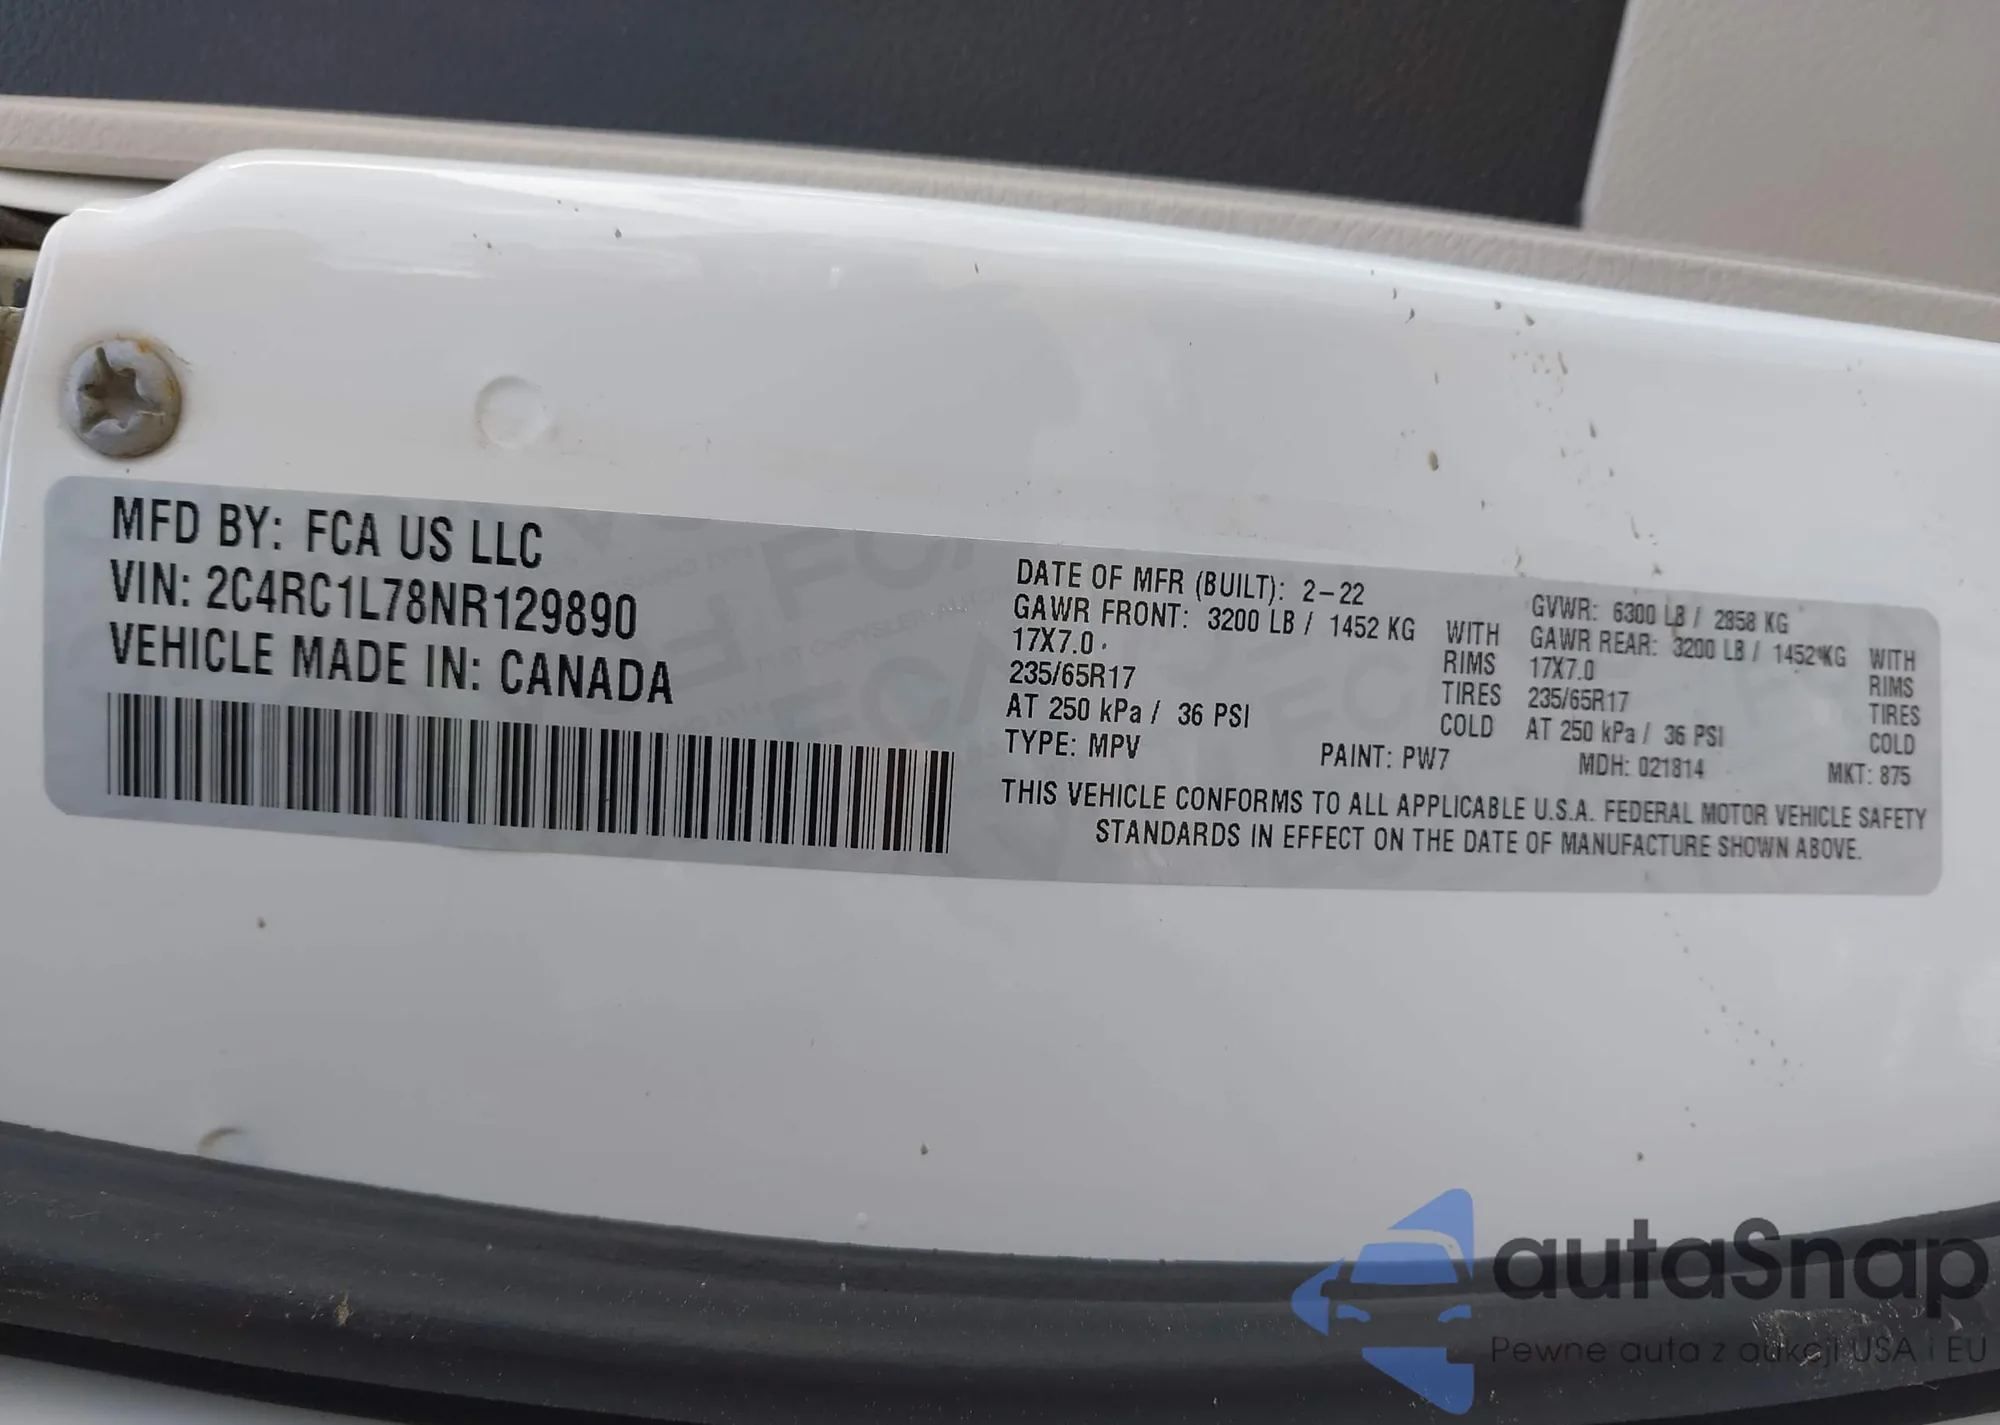 MFD BY: FCA US LLC
VIN: 2C4RC1L78NR129890
VEHICLE MADE IN: CANADA
DATE OF MFR (BUILT): 2-22 GVWR: 6300 LB / 2858 KG
GAWR FRONT: 3200 LB / 1452 KG WITH GAWR REAR: 3200 LB / 1452 KG WITH
17X7.0 RIMS 17X7.0 RIMS
235/65R17 TIRES 235/65R17 TIRES
AT 250 kPa / 36 PSI COLD AT 250 kPa / 36 PSI COLD
TYPE: MPV PAINT: PW7 MDH: 021814 MKT: 875
THIS VEHICLE CONFORMS TO ALL APPLICABLE U.S.A. FEDERAL MOTOR VEHICLE SAFETY
STANDARDS IN EFFECT ON THE DATE OF MANUFACTURE SHOWN ABOVE.
autaSnap
Pewne auta z aukcji USA i EU